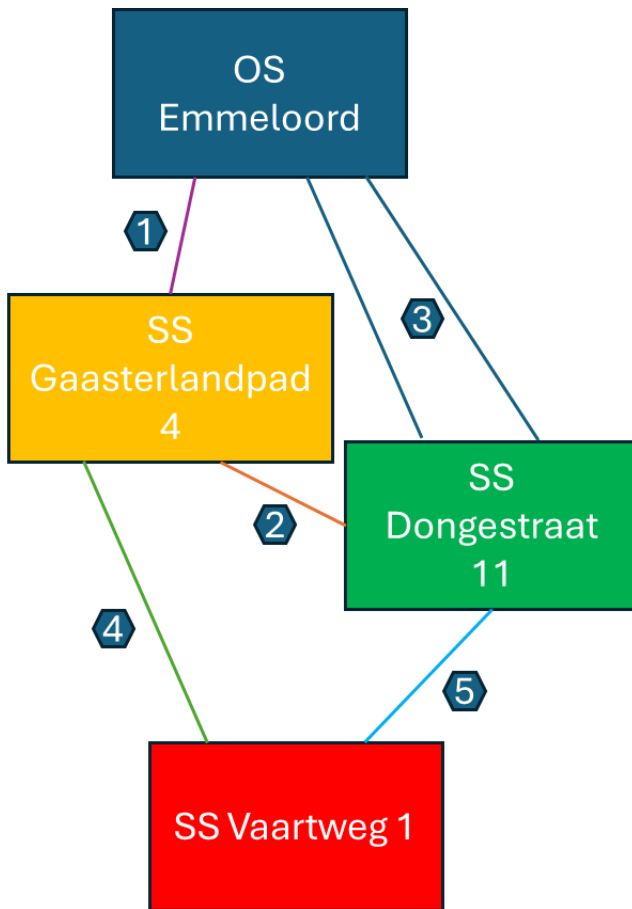 OS
Emmeloord
1
SS
Gaasterlandpad
4
3
SS
Dongestraat
11
2
4
5
SS Vaartweg 1